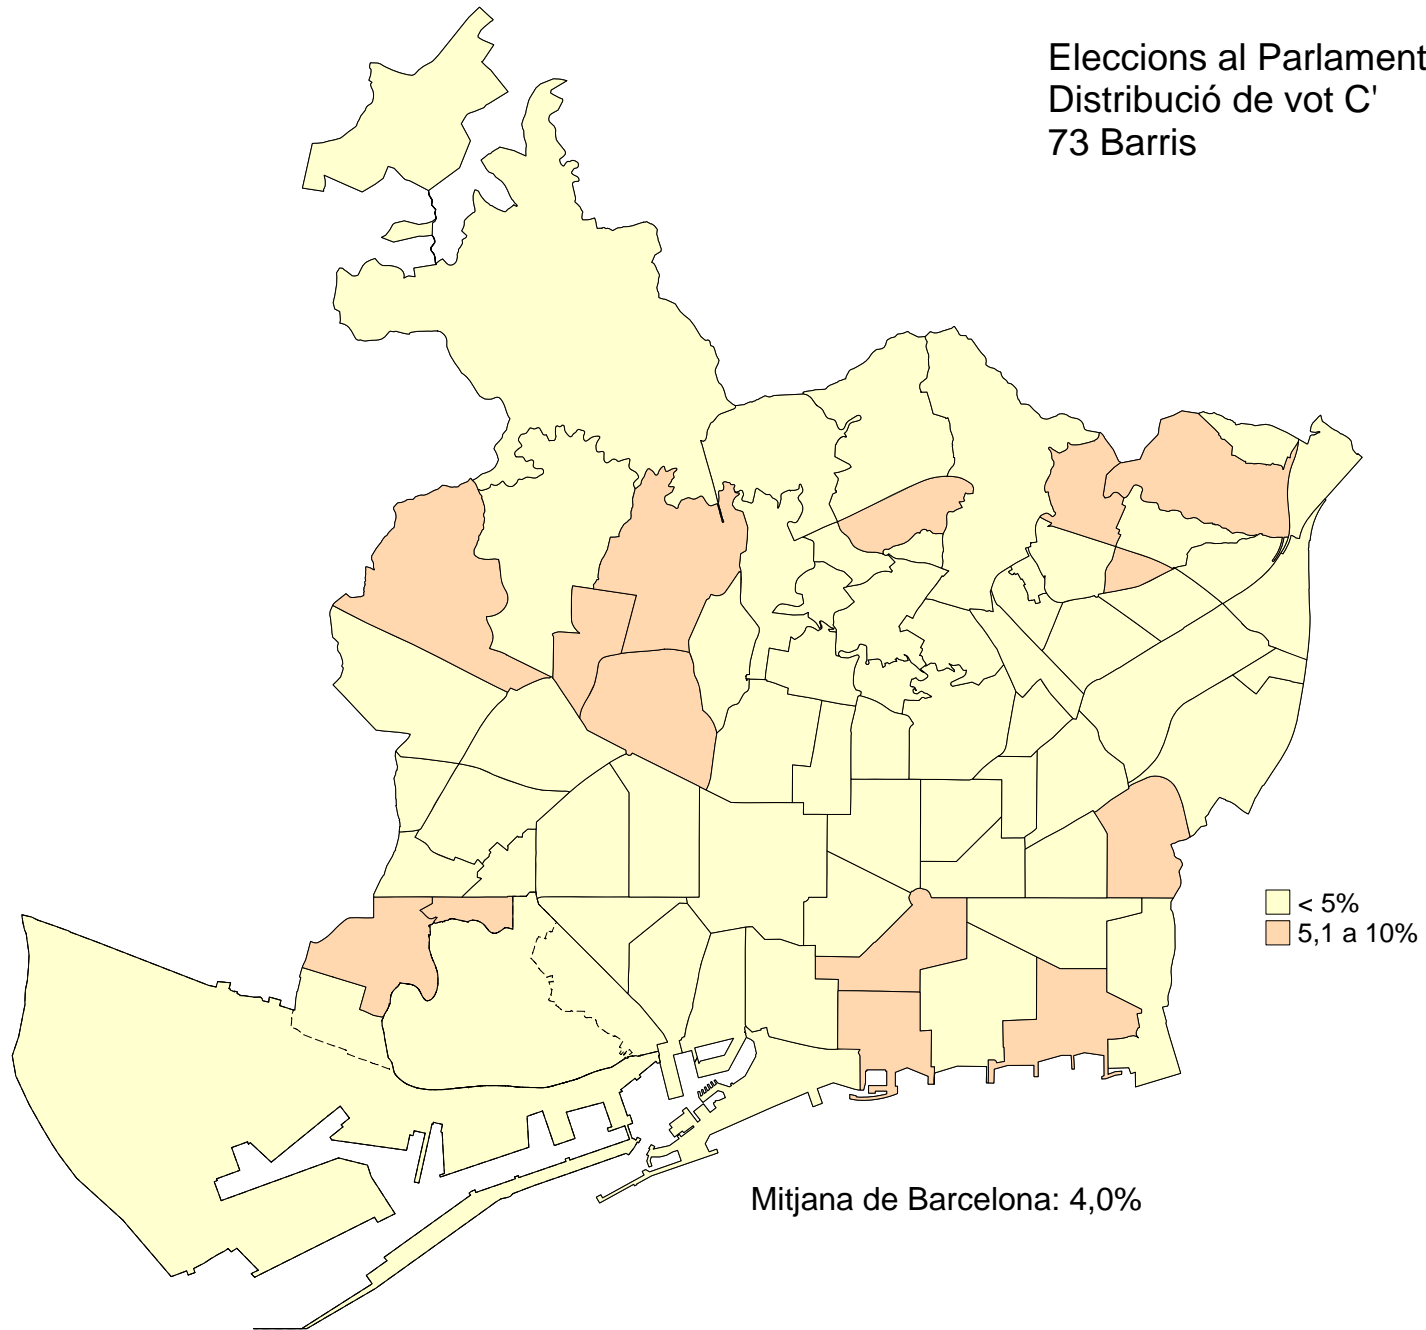 Eleccions al Parlament
Distribució de vot C'
73 Barris
< 5%
5,1 a 10%
Mitjana de Barcelona: 4,0%